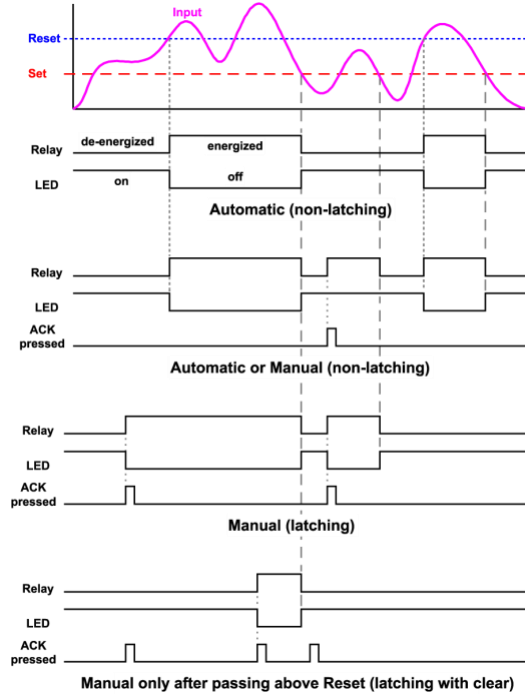 Input
Reset
Set
de-energized energized
Relay
LED
on off
Automatic (non-latching)
Relay
LED
ACK
pressed
Automatic or Manual (non-latching)
Relay
LED
ACK
pressed
Manual (latching)
Relay
LED
ACK
pressed
Manual only after passing above Reset (latching with clear)